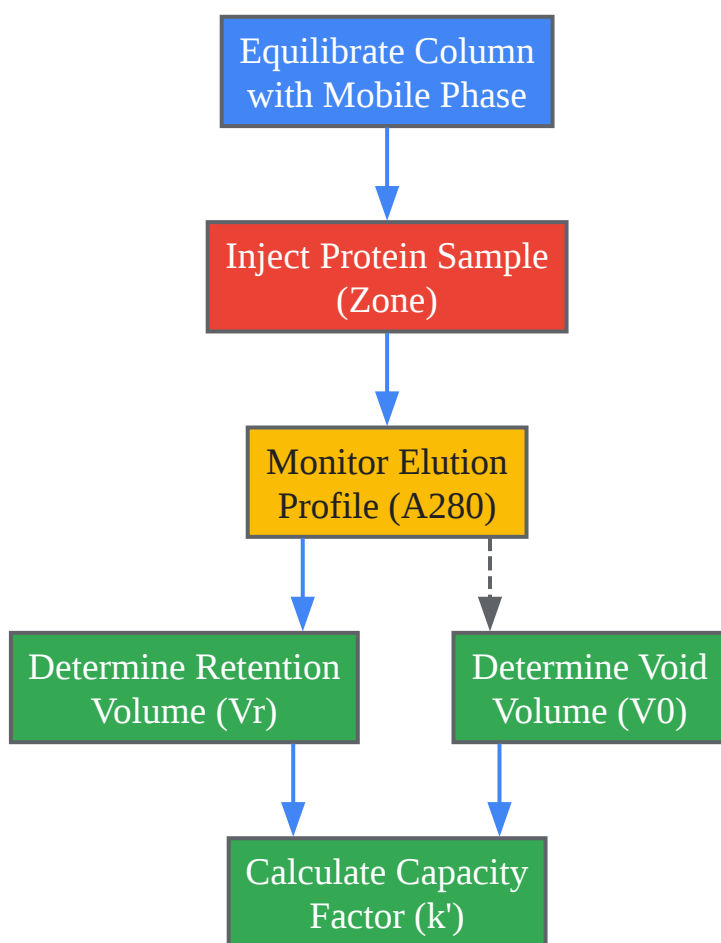 Equilibrate Column
with Mobile Phase
Inject Protein Sample
(Zone)
Monitor Elution
Profile (A280)
Determine Retention
Volume (Vr)
Determine Void
Volume (V0)
Calculate Capacity
Factor (k')